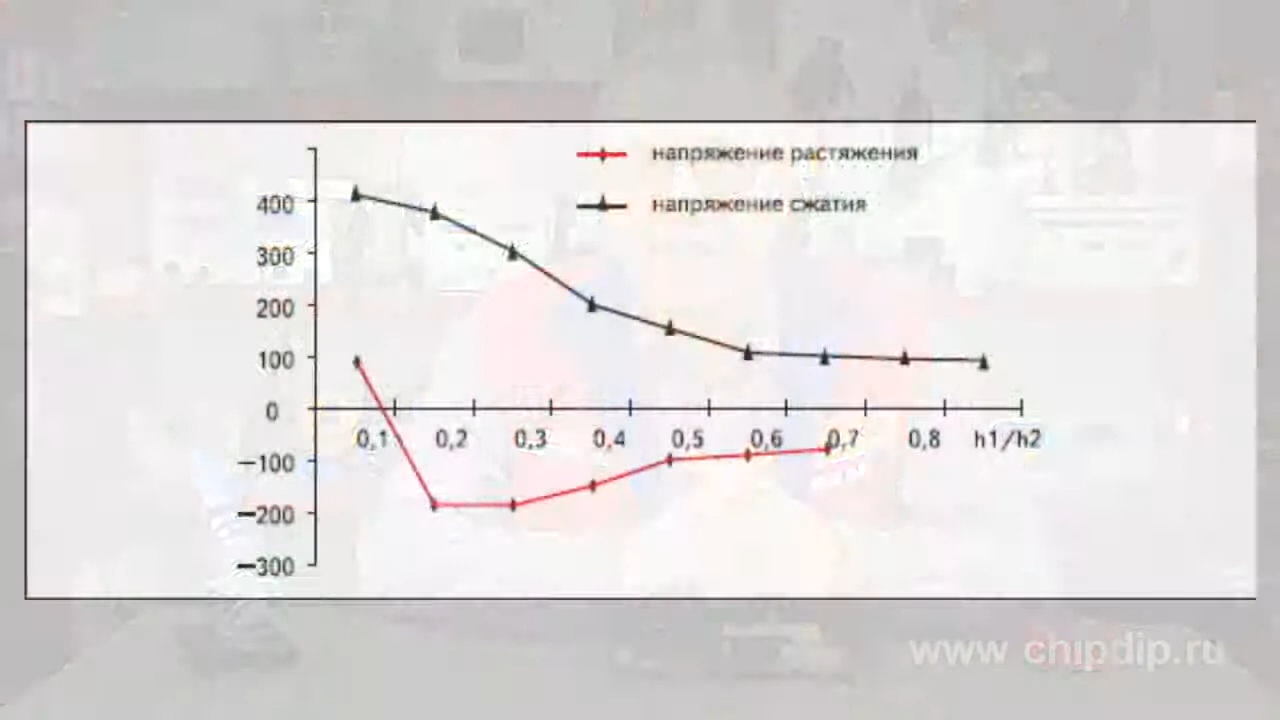 напряжение растяжения
напряжение сжатия
400
300
200
100
0
0,1 0,2 0,3 0,4 0,5 0,6 0,7 0,8 h1/h2
−100
−200
−300
www.chipdip.ru